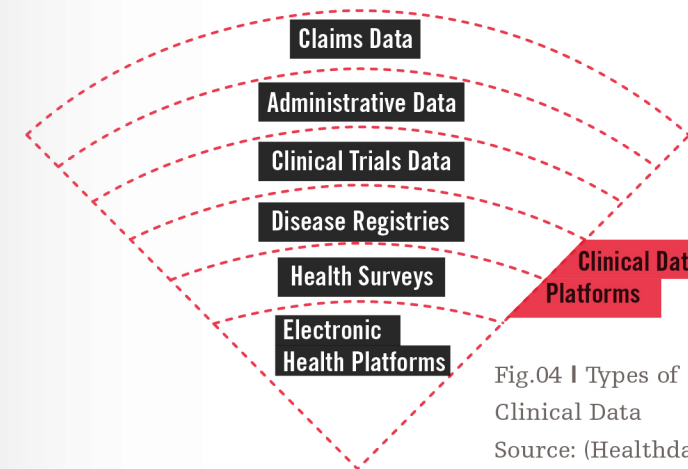 Claims Data
Administrative Data
Clinical Trials Data
Disease Registries
Health Surveys
Electronic
Health Platforms
Clinical Dat
Platforms
Fig.04 | Types of
Clinical Data
Source: (Healthda